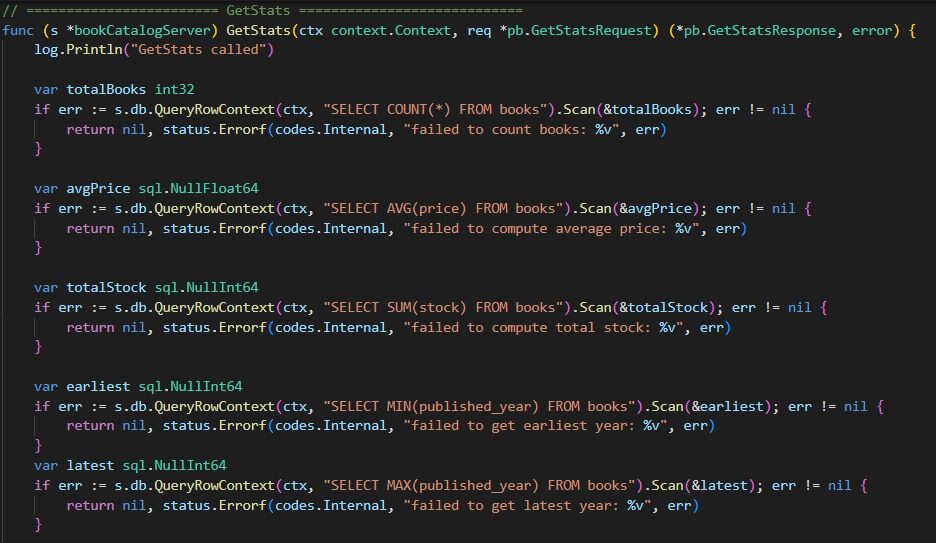 // ======================== GetStats ============================
func (s *bookCatalogServer) GetStats(ctx context.Context, req *pb.GetStatsRequest) (*pb.GetStatsResponse, error) {
    log.Println("GetStats called")

    var totalBooks int32
    if err := s.db.QueryRowContext(ctx, "SELECT COUNT(*) FROM books").Scan(&totalBooks); err != nil {
        return nil, status.Errorf(codes.Internal, "failed to count books: %v", err)
    }

    var avgPrice sql.NullFloat64
    if err := s.db.QueryRowContext(ctx, "SELECT AVG(price) FROM books").Scan(&avgPrice); err != nil {
        return nil, status.Errorf(codes.Internal, "failed to compute average price: %v", err)
    }

    var totalStock sql.NullInt64
    if err := s.db.QueryRowContext(ctx, "SELECT SUM(stock) FROM books").Scan(&totalStock); err != nil {
        return nil, status.Errorf(codes.Internal, "failed to compute total stock: %v", err)
    }

    var earliest sql.NullInt64
    if err := s.db.QueryRowContext(ctx, "SELECT MIN(published_year) FROM books").Scan(&earliest); err != nil {
        return nil, status.Errorf(codes.Internal, "failed to get earliest year: %v", err)
    }
    var latest sql.NullInt64
    if err := s.db.QueryRowContext(ctx, "SELECT MAX(published_year) FROM books").Scan(&latest); err != nil {
        return nil, status.Errorf(codes.Internal, "failed to get latest year: %v", err)
    }